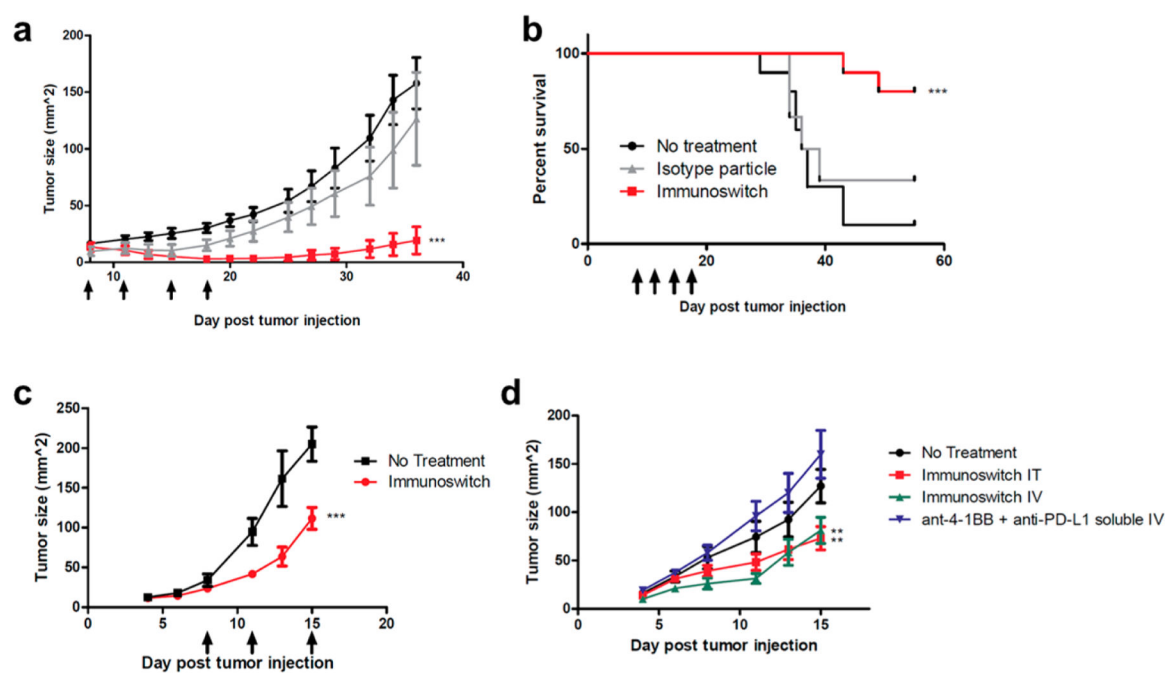 a
200
150
100
50
0
Tumor size (mm^2)
10
20
30
40
***
Day post tumor injection
b
100
50
0
Percent survival
No treatment
Isotype particle
Immunoswitch
***
0
20
40
60
Day post tumor injection
c
250
200
150
100
50
0
Tumor size (mm^2)
No Treatment
Immunoswitch
***
0
5
10
15
20
Day post tumor injection
d
200
150
100
50
0
Tumor size (mm^2)
No Treatment
Immunoswitch IT
Immunoswitch IV
ant-4-1BB + anti-PD-L1 soluble IV
**
**
0
5
10
15
Day post tumor injection